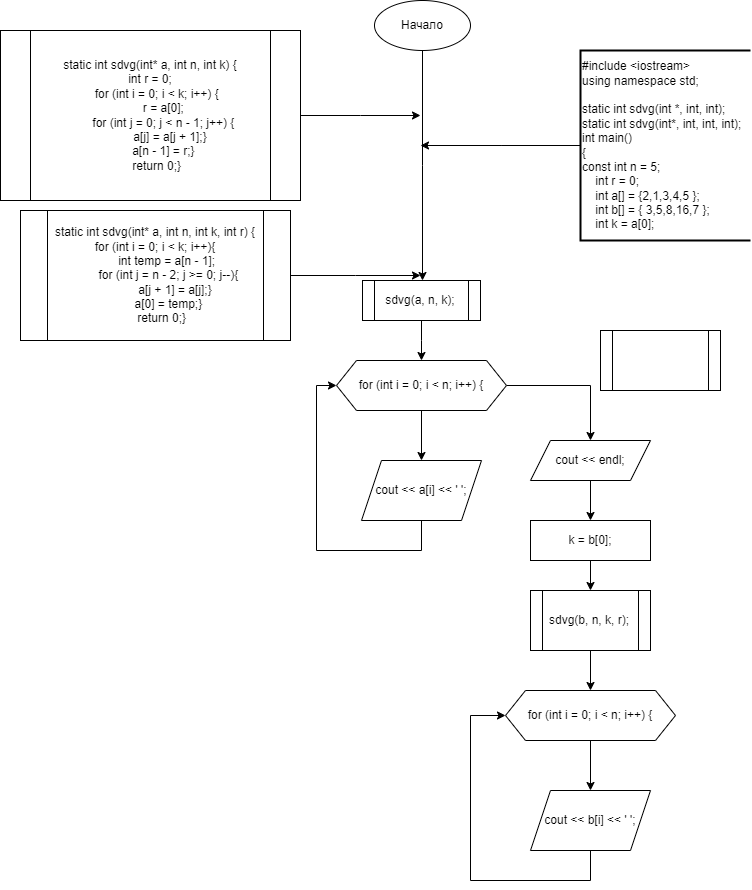 Начало
static int sdvg(int* a, int n, int k) {
int r = 0;
for (int i = 0; i < k; i++) {
r = a[0];
for (int j = 0; j < n - 1; j++) {
a[j] = a[j + 1];}
a[n - 1] = r;}
return 0;}
#include <iostream>
using namespace std;
static int sdvg(int *, int, int);
static int sdvg(int*, int, int, int);
int main()
{
const int n = 5;
int r = 0;
int a[] = {2,1,3,4,5 };
int b[] = { 3,5,8,16,7 };
int k = a[0];
static int sdvg(int* a, int n, int k, int r) {
for (int i = 0; i < k; i++){
int temp = a[n - 1];
for (int j = n - 2; j >= 0; j--){
a[j + 1] = a[j];}
a[0] = temp;}
return 0;}
sdvg(a, n, k);
for (int i = 0; i < n; i++) {
cout << a[i] << ' ';
cout << endl;
k = b[0];
sdvg(b, n, k, r);
for (int i = 0; i < n; i++) {
cout << b[i] << ' ';